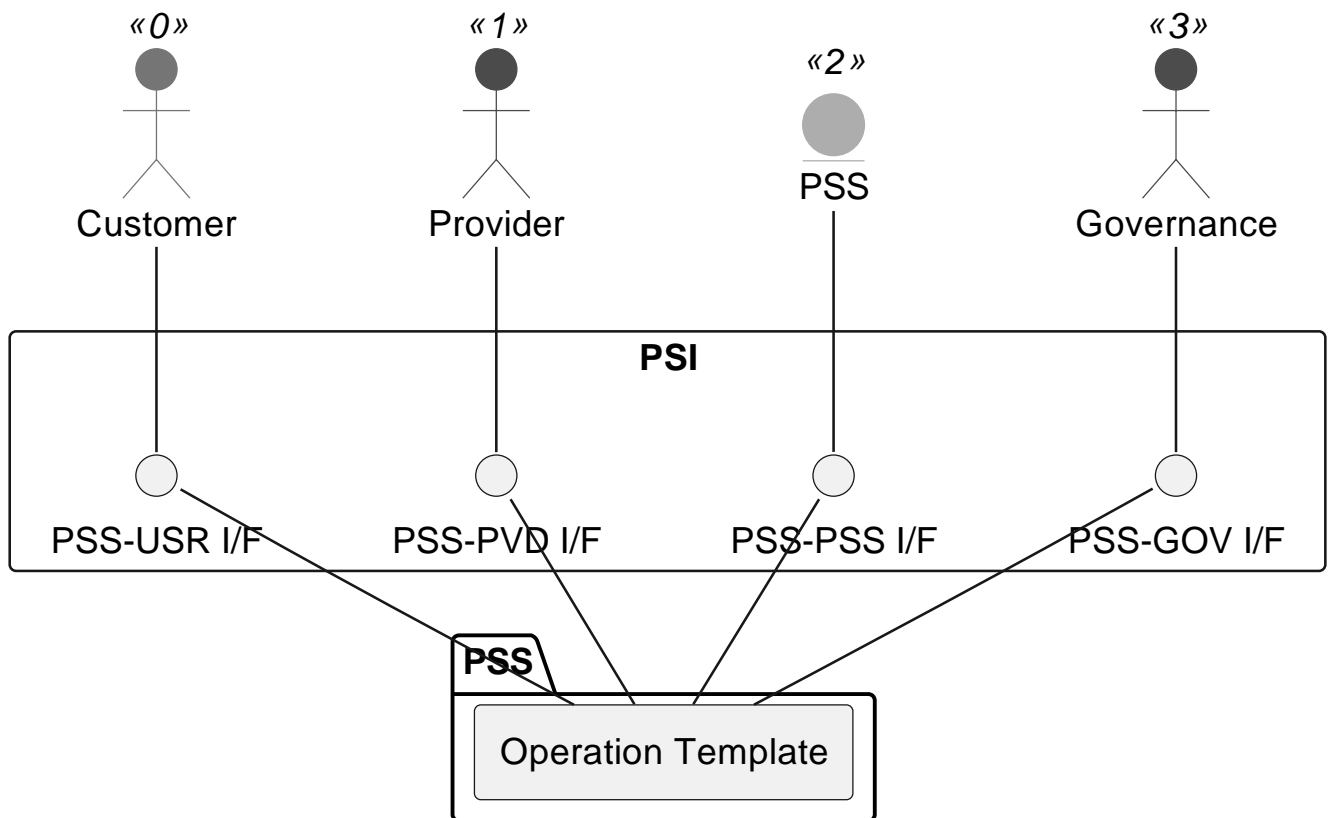 «0»
«1»
«2»
«3»
Customer
Provider
PSS
Governance
PSI
PSS-USR I/F
PSS-PVD I/F
PSS-PSS I/F
PSS-GOV I/F
PSS
Operation Template